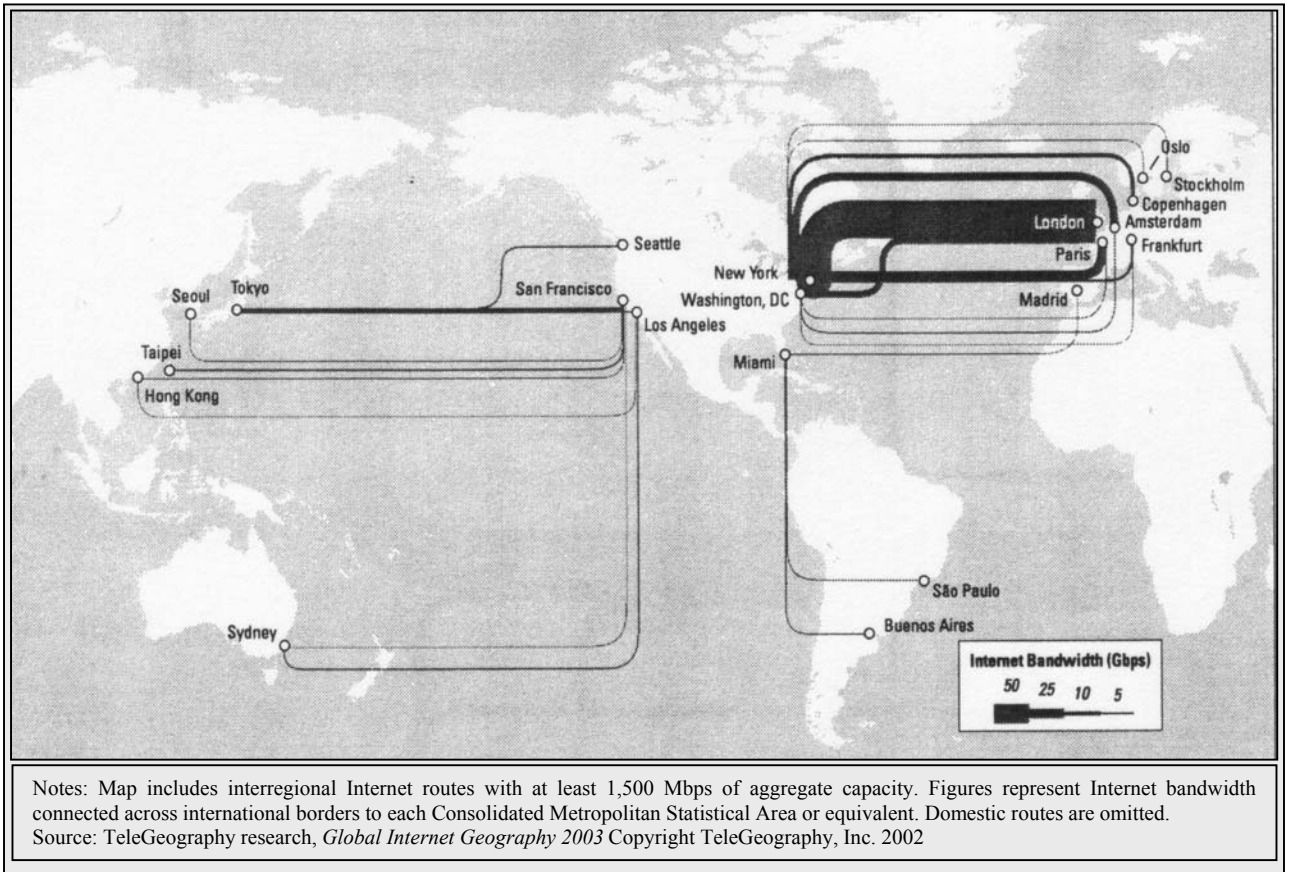 Oslo
Stockholm
Copenhagen
London
Amsterdam
Seattle
Paris
Frankfurt
New York
Tokyo
San Francisco
Washington, DC
Madrid
Seoul
Los Angeles
Taipei
Miami
Hong Kong
São Paulo
Sydney
Buenos Aires
Internet Bandwidth (Gbps)
50 25 10 5
Notes: Map includes interregional Internet routes with at least 1,500 Mbps of aggregate capacity. Figures represent Internet bandwidth
connected across international borders to each Consolidated Metropolitan Statistical Area or equivalent. Domestic routes are omitted.
Source: TeleGeography research, Global Internet Geography 2003 Copyright TeleGeography, Inc. 2002